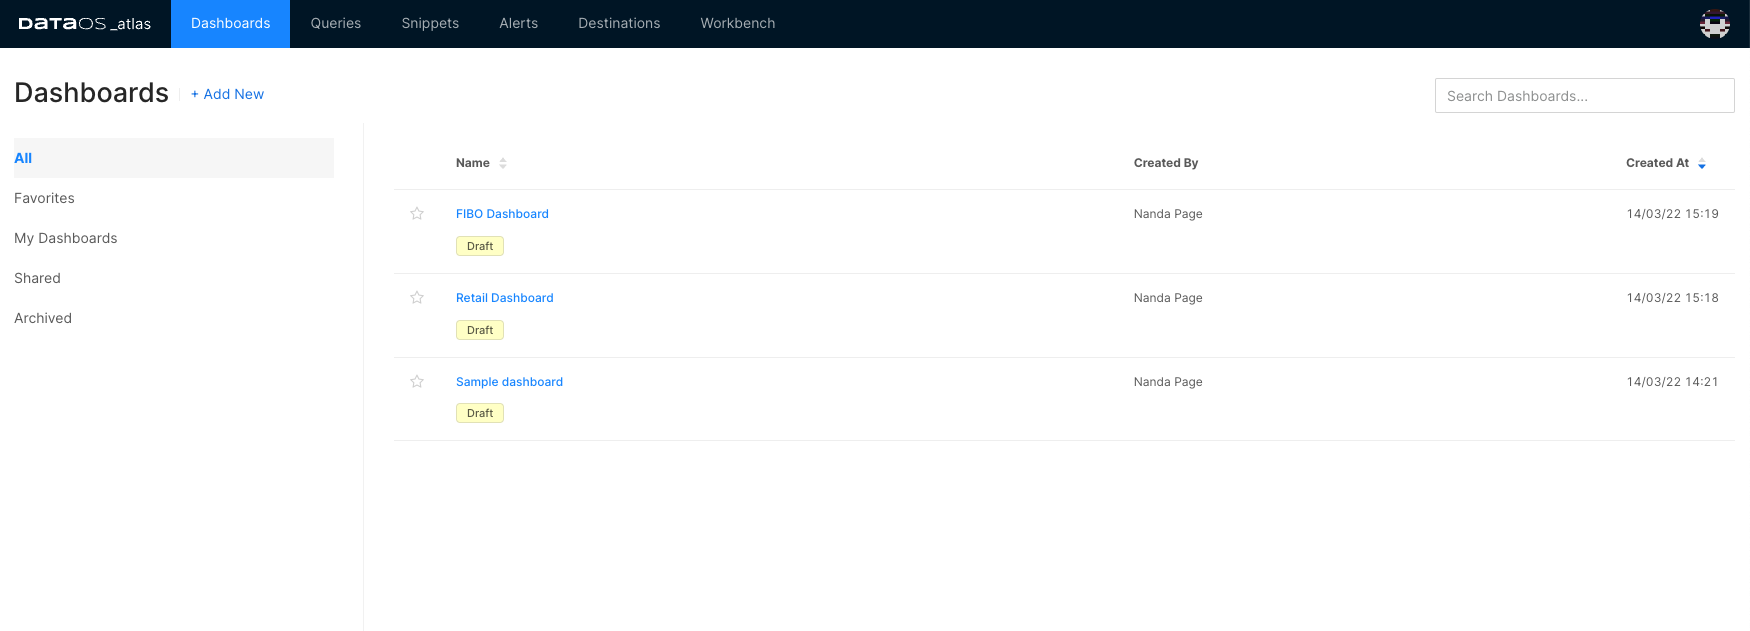 DATAOS _atlas Dashboards Queries Snippets Alerts Destinations Workbench
Dashboards + Add New Search Dashboards...
All
Favorites
My Dashboards
Shared
Archived
Name Created By Created At
FIBO Dashboard Nanda Page 14/03/22 15:19
Draft
Retail Dashboard Nanda Page 14/03/22 15:18
Draft
Sample dashboard Nanda Page 14/03/22 14:21
Draft